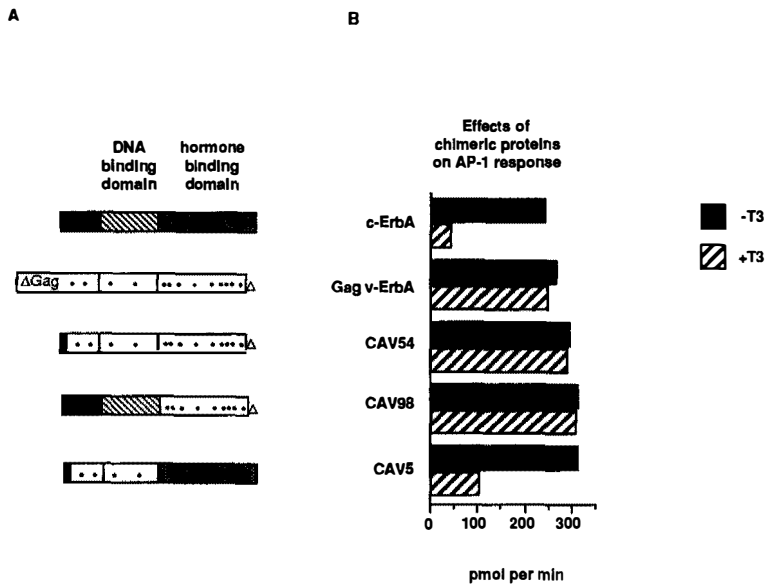 A
B
DNA
binding
domain
hormone
binding
domain
ΔGag
Δ
Δ
Δ
Effects of
chimeric proteins
on AP-1 response
c-ErbA
Gag v-ErbA
CAV54
CAV98
CAV5
0 100 200 300
pmol per min
-T3
+T3